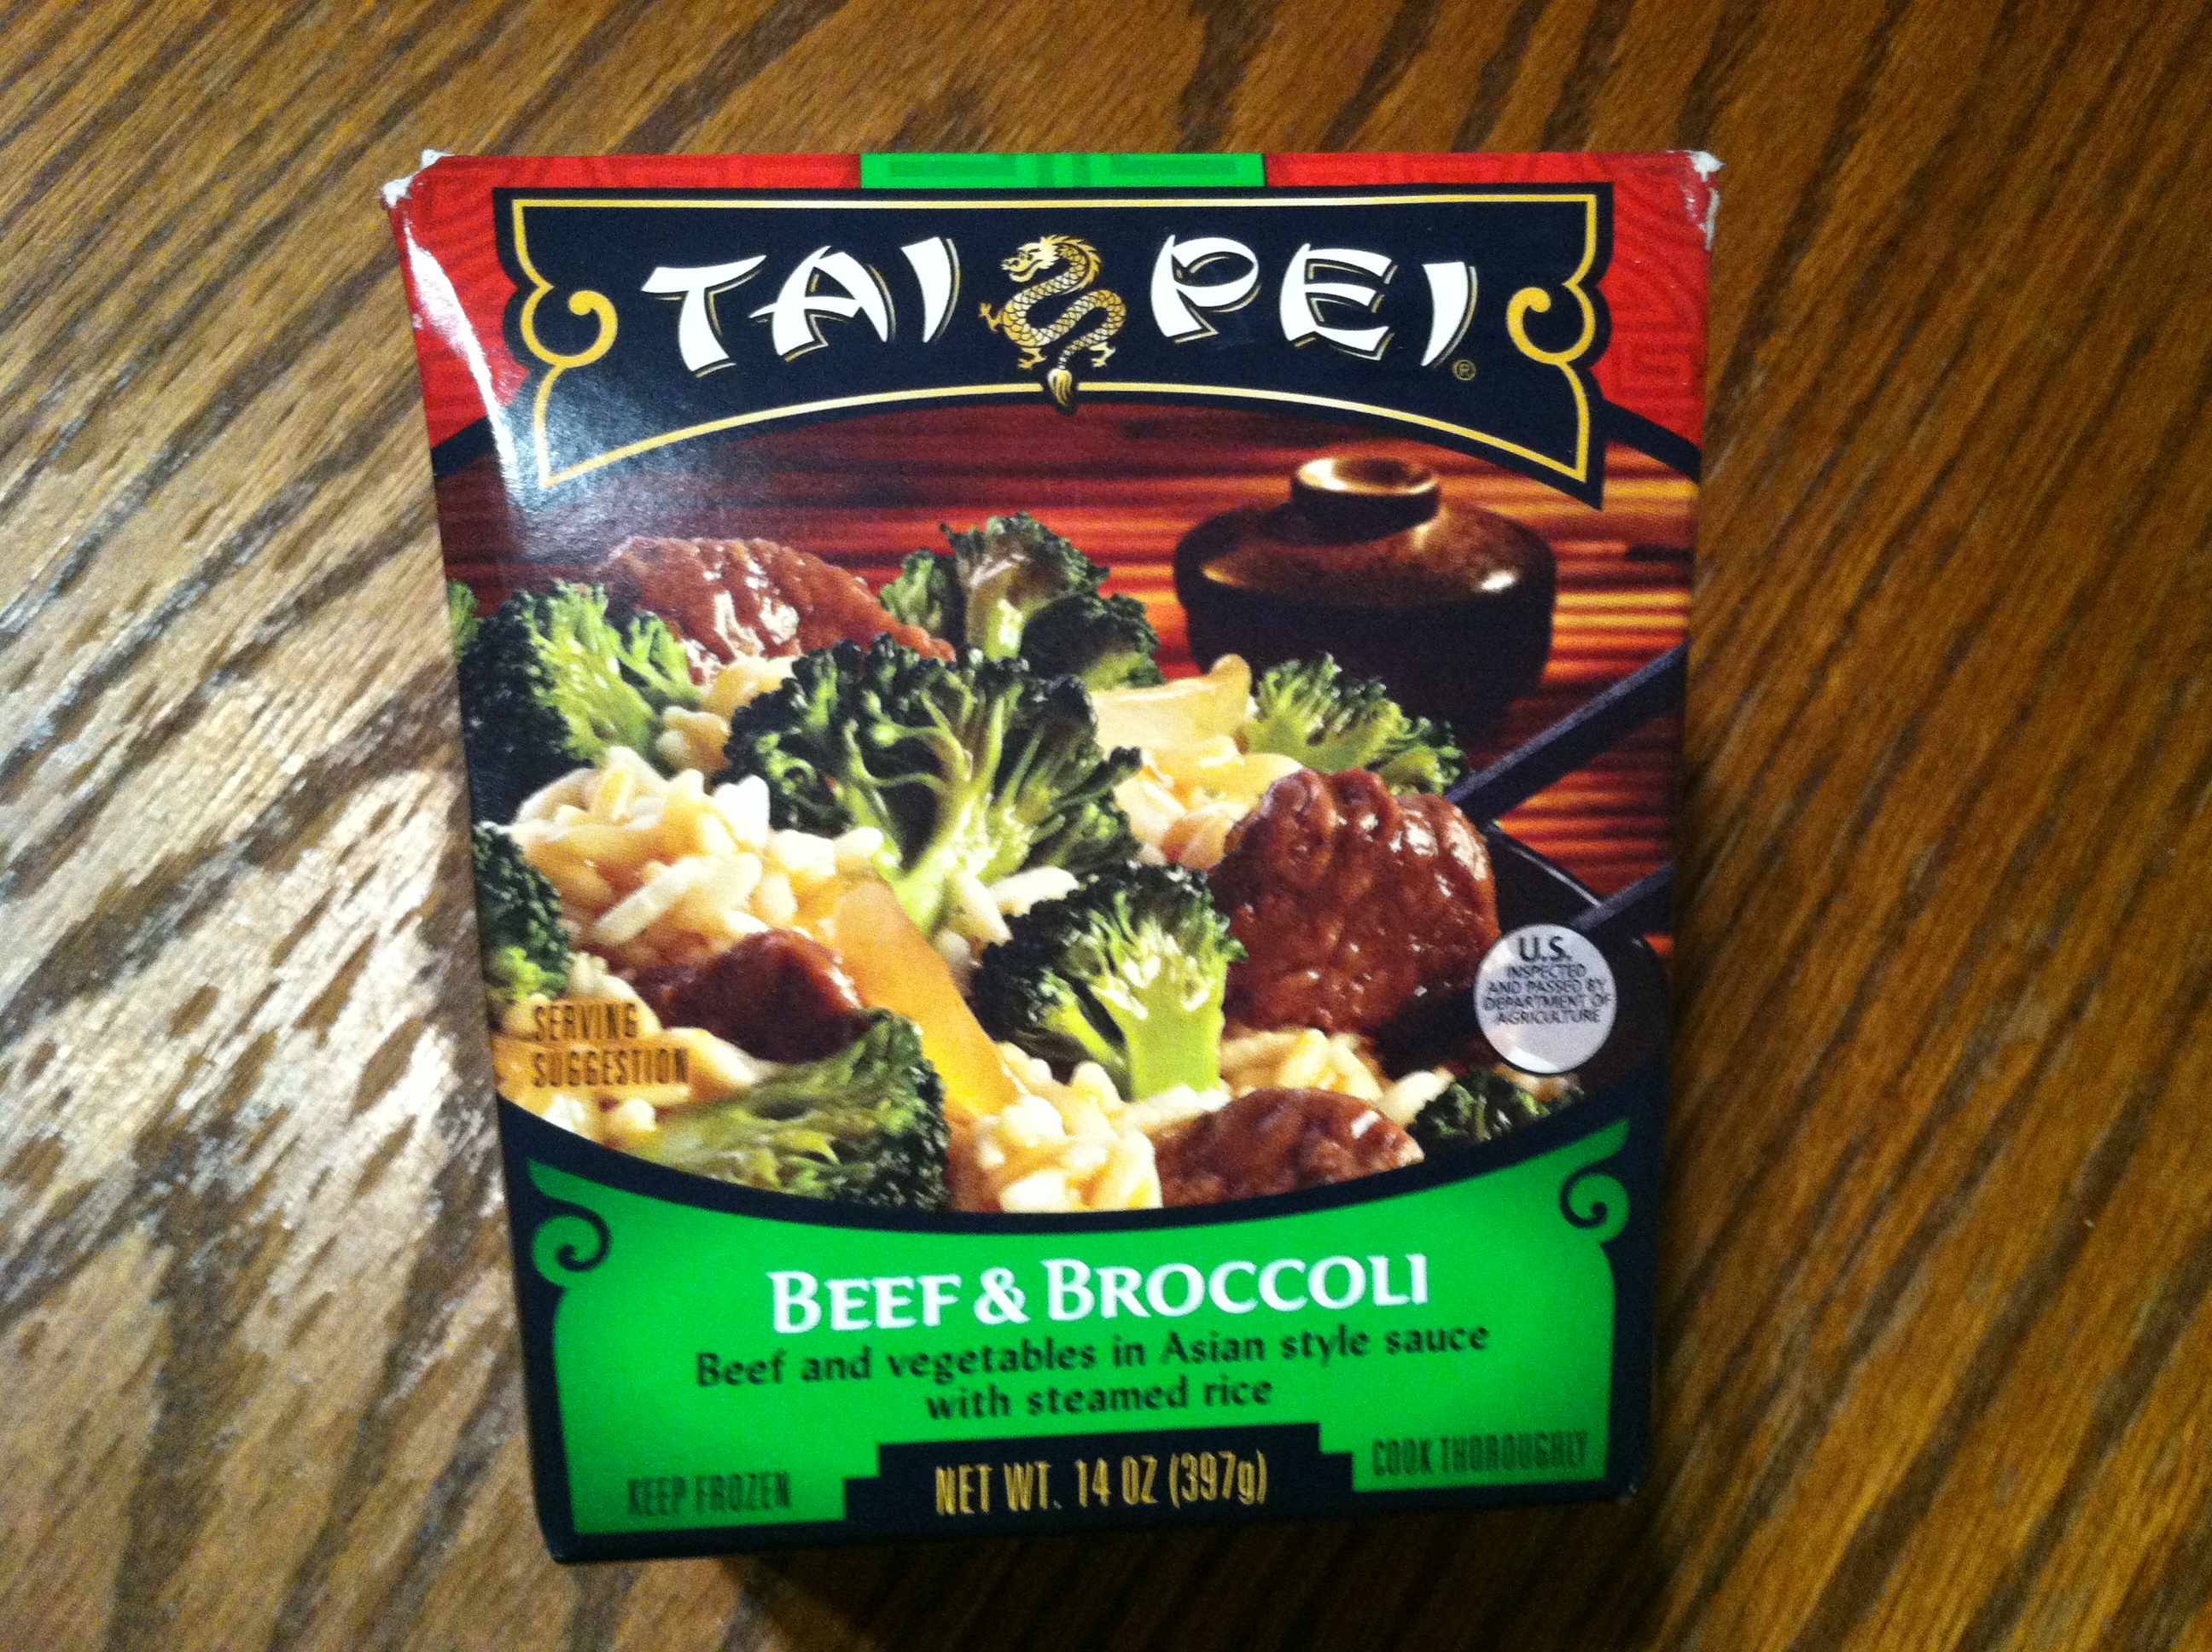 TAI PEI®
U.S.
INSPECTED
AND PASSED BY
DEPARTMENT OF
AGRICULTURE
SERVING
SUGGESTION
BEEF & BROCCOLI
Beef and vegetables in Asian style sauce
with steamed rice
KEEP FROZEN
NET WT. 14 OZ (397g)
COOK THOROUGHLY